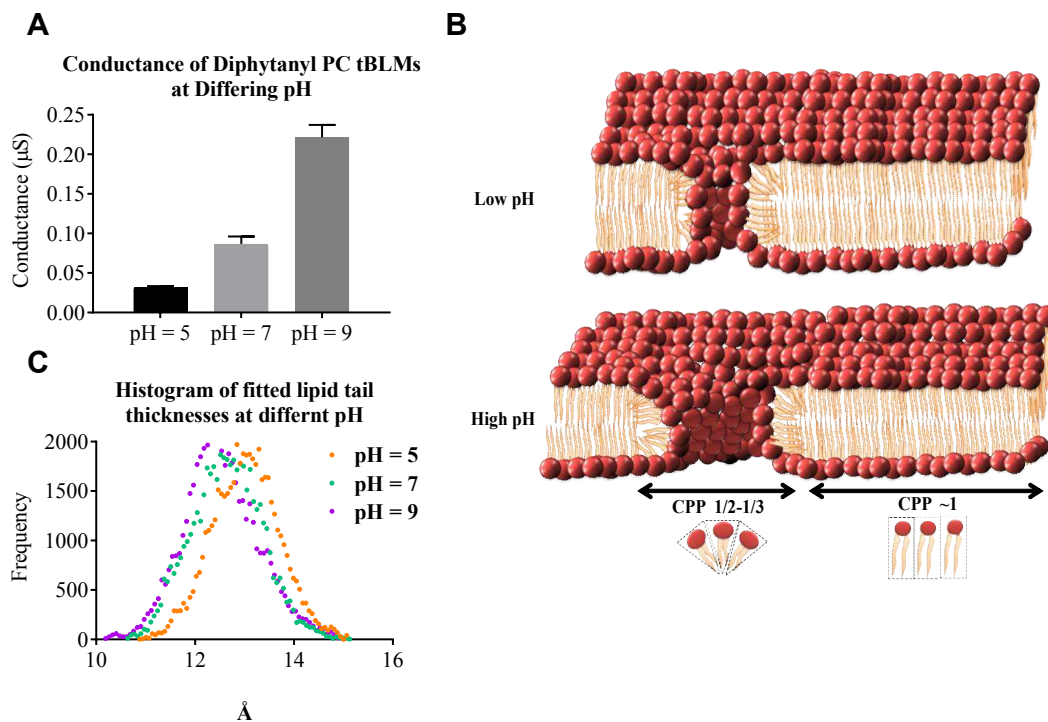 A
Conductance of Diphytanyl PC tBLMs
at Differing pH
Conductance (µS)
0.25
0.20
0.15
0.10
0.05
0.00
pH = 5
pH = 7
pH = 9
C
Histogram of fitted lipid tail
thicknesses at differnt pH
Frequency
2000
1500
1000
500
0
pH = 5
pH = 7
pH = 9
10
12
14
16
Å
B
Low pH
High pH
CPP 1/2-1/3
CPP ~1